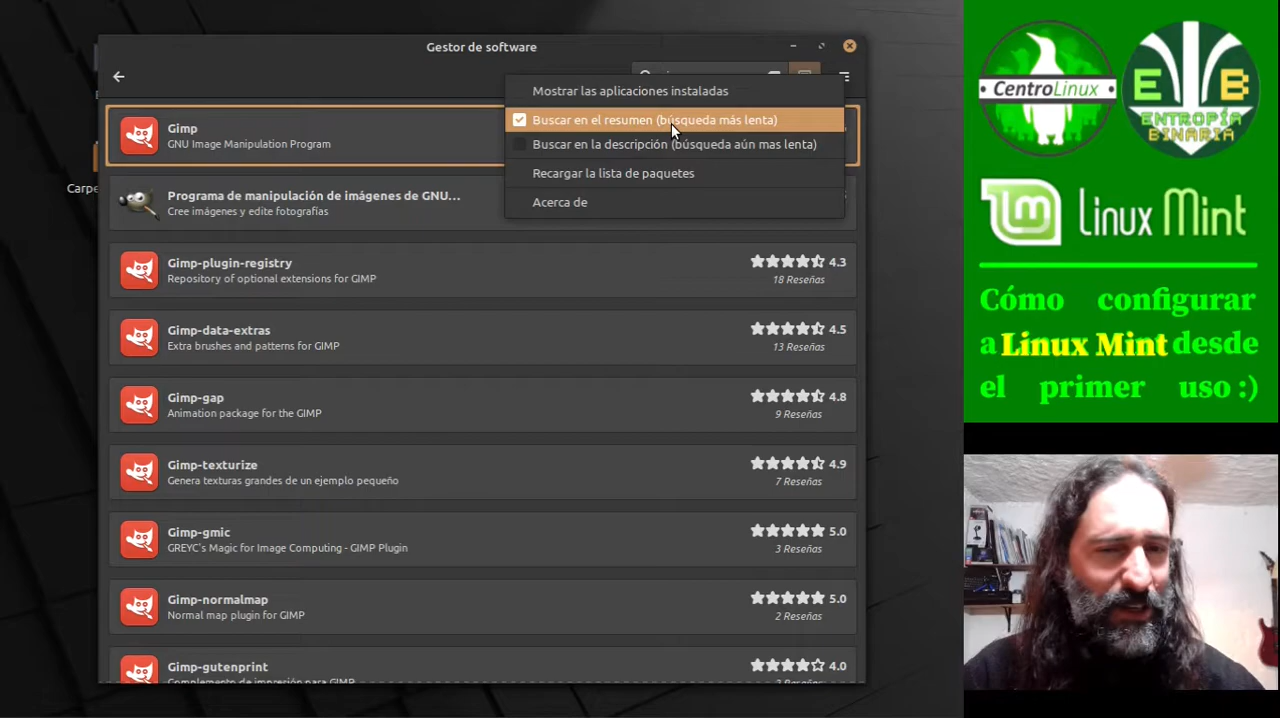 Gestor de software
Mostrar las aplicaciones instaladas
Buscar en el resumen (búsqueda más lenta)
Buscar en la descripción (búsqueda aún mas lenta)
Recargar la lista de paquetes
Acerca de
Gimp
GNU Image Manipulation Program
Programa de manipulación de imágenes de GNU...
Cree imágenes y edite fotografías
Gimp-plugin-registry
Repository of optional extensions for GIMP
4.3
18 Reseñas
Gimp-data-extras
Extra brushes and patterns for GIMP
4.5
13 Reseñas
Gimp-gap
Animation package for the GIMP
4.8
9 Reseñas
Gimp-texturize
Genera texturas grandes de un ejemplo pequeño
4.9
7 Reseñas
Gimp-gmic
GREYC's Magic for Image Computing - GIMP Plugin
5.0
3 Reseñas
Gimp-normalmap
Normal map plugin for GIMP
5.0
2 Reseñas
Gimp-gutenprint
Complemento de impresión para GIMP
4.0
CentroLinux
E B
ENTROPÍA
BINARIA
Linux Mint
Cómo configurar
a Linux Mint desde
el primer uso :)